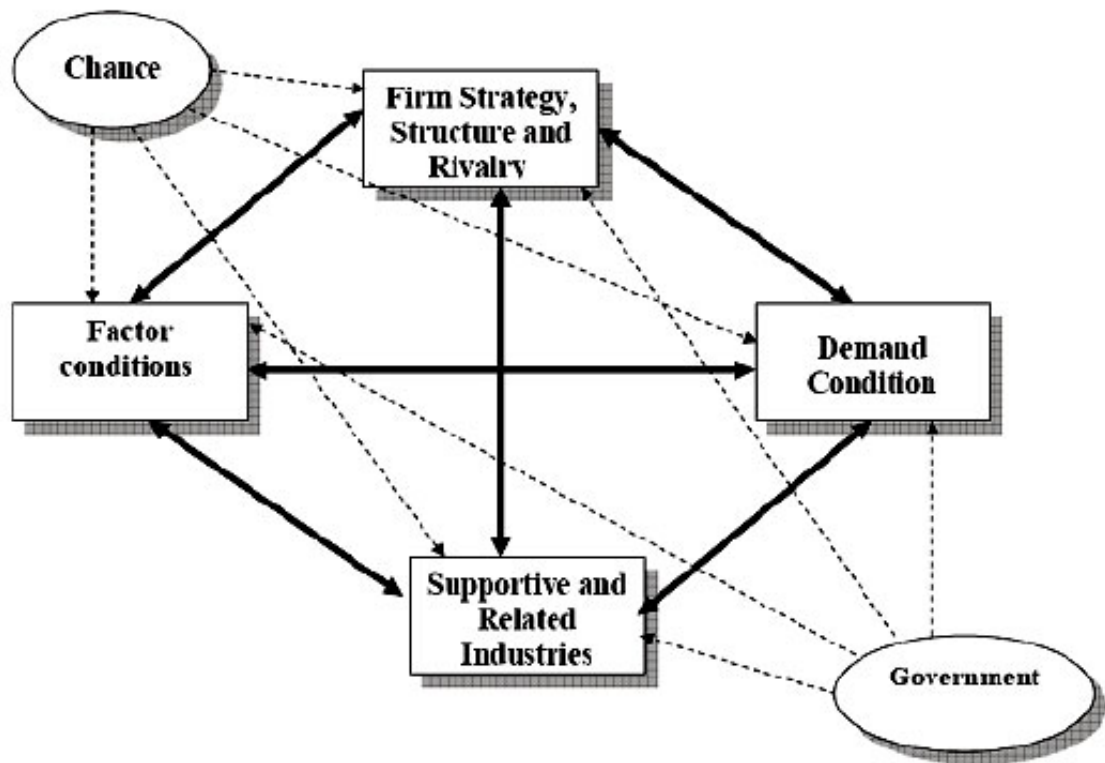 Chance
Firm Strategy,
Structure and
Rivalry
Factor
conditions
Demand
Condition
Supportive and
Related
Industries
Government